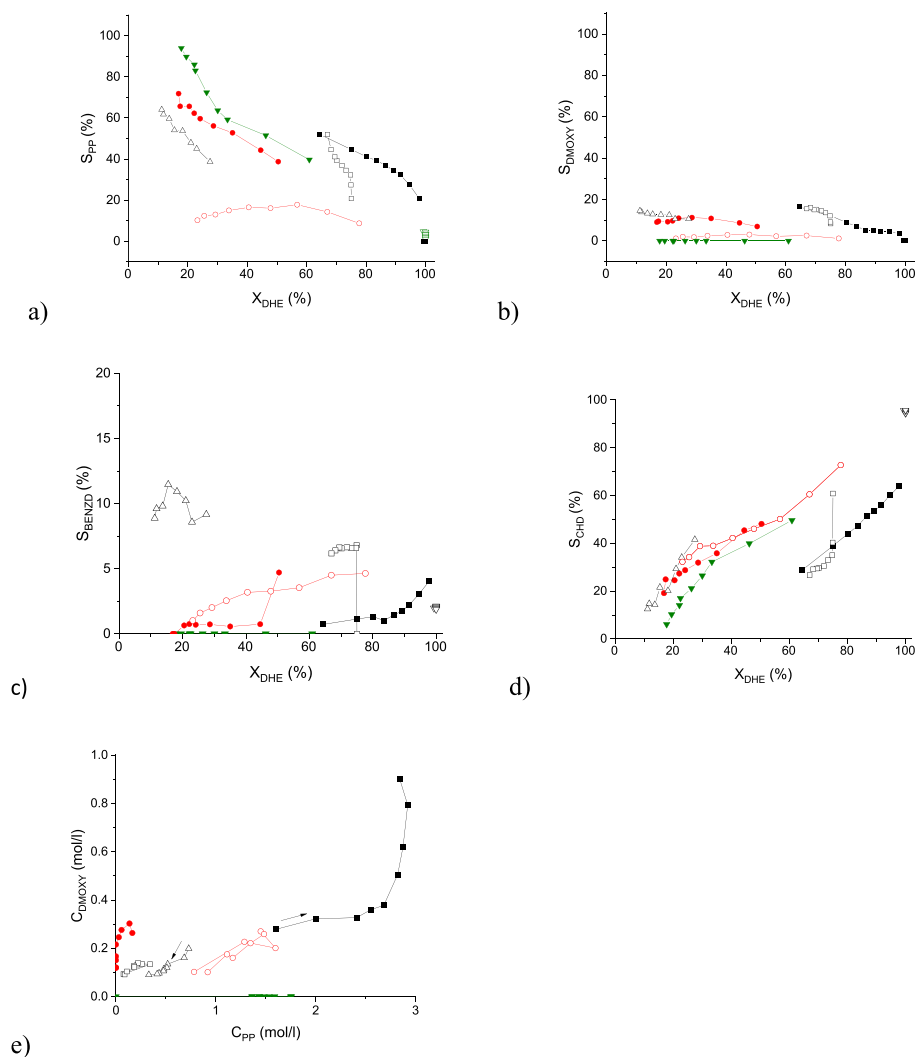 100
80
60
40
20
0
S_PP (%)
0 20 40 60 80 100
X_DHE (%)
a)
100
80
60
40
20
0
S_DMOXY (%)
0 20 40 60 80 100
X_DHE (%)
b)
20
15
10
5
0
S_BENZD (%)
0 20 40 60 80 100
X_DHE (%)
c)
100
80
60
40
20
0
S_CHD (%)
0 20 40 60 80 100
X_DHE (%)
d)
1.0
0.8
0.6
0.4
0.2
0.0
C_DMOXY (mol/l)
0 1 2 3
C_PP (mol/l)
e)